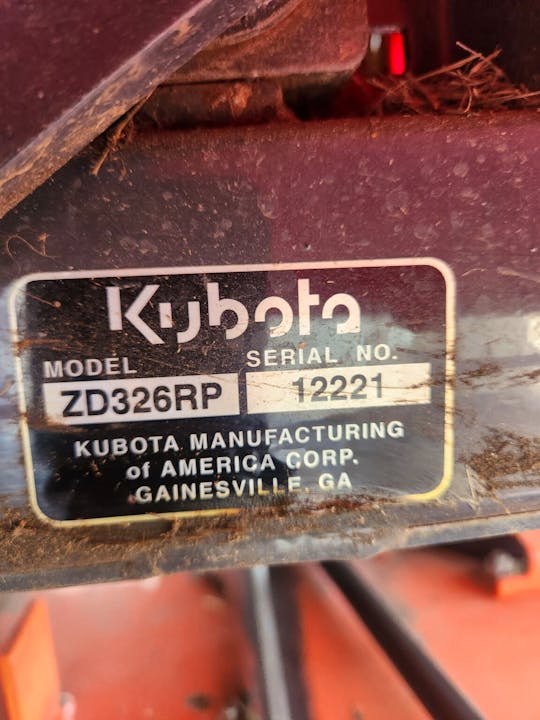 Kubota
MODEL SERIAL NO.
ZD326RP 12221
KUBOTA MANUFACTURING
of AMERICA CORP.
GAINESVILLE, GA